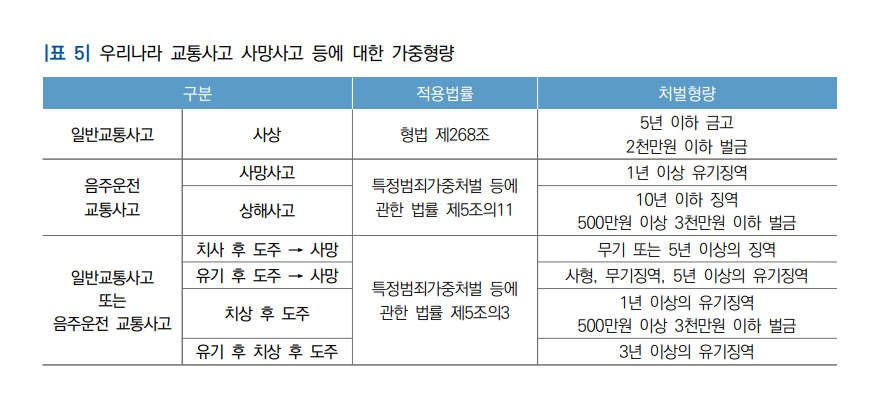 |표 5| 우리나라 교통사고 사망사고 등에 대한 가중형량
구분 적용법률 처벌형량
일반교통사고 사상 형법 제268조 5년 이하 금고
2천만원 이하 벌금
음주운전
교통사고
사망사고
특정범죄가중처벌 등에
관한 법률 제5조의11
1년 이상 유기징역
상해사고
10년 이하 징역
500만원 이상 3천만원 이하 벌금
일반교통사고
또는
음주운전 교통사고
치사 후 도주 → 사망
특정범죄가중처벌 등에
관한 법률 제5조의3
무기 또는 5년 이상의 징역
유기 후 도주 → 사망
사형, 무기징역, 5년 이상의 유기징역
치상 후 도주
1년 이상의 유기징역
500만원 이상 3천만원 이하 벌금
유기 후 치상 후 도주
3년 이상의 유기징역